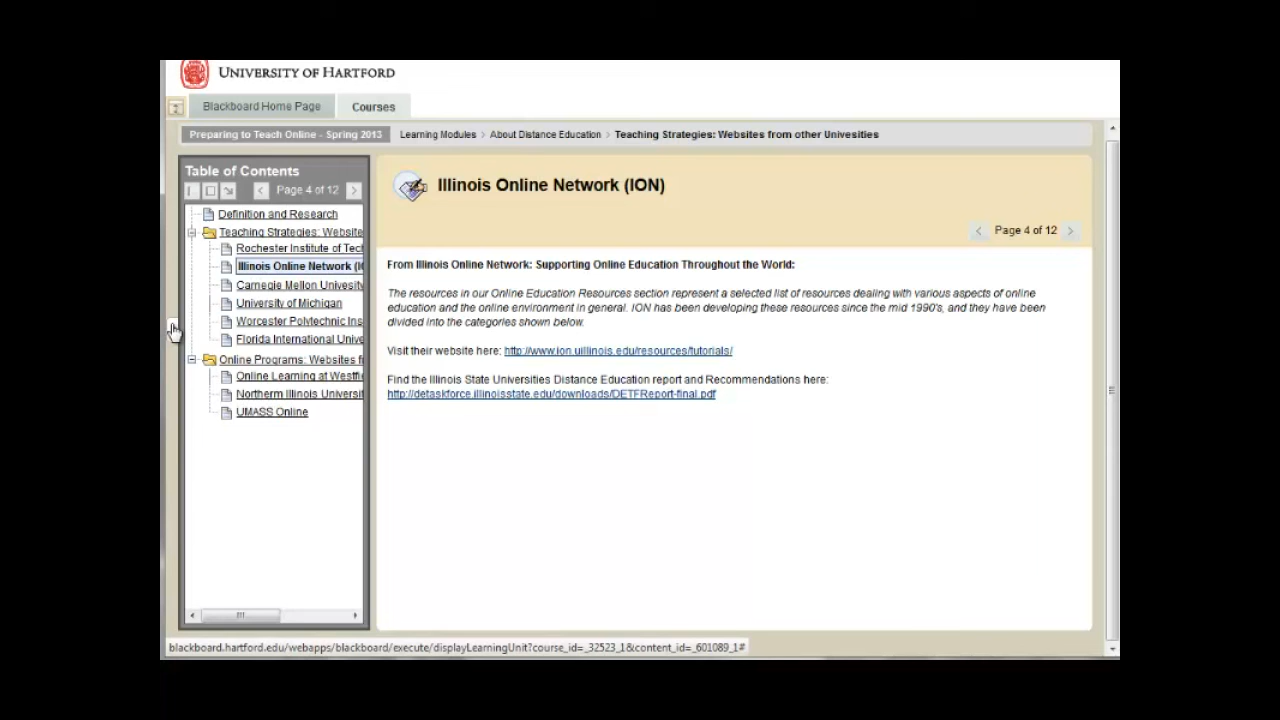 UNIVERSITY OF HARTFORD
Blackboard Home Page
Courses
Preparing to Teach Online - Spring 2013
Learning Modules > About Distance Education > Teaching Strategies: Websites from other Univesities
Table of Contents
Page 4 of 12
Definition and Research
Teaching Strategies: Website
Rochester Institute of Tec
Illinois Online Network (I
Carnegie Mellon Univesity
University of Michigan
Worcester Polytechnic Ins
Florida International Unive
Online Programs: Websites f
Online Learning at Westfi
Northern Illinois Universit
UMASS Online
Illinois Online Network (ION)
Page 4 of 12
From Illinois Online Network: Supporting Online Education Throughout the World:
The resources in our Online Education Resources section represent a selected list of resources dealing with various aspects of online
education and the online environment in general. ION has been developing these resources since the mid 1990's, and they have been
divided into the categories shown below.
Visit their website here: http://www.ion.uillinois.edu/resources/tutorials/
Find the Illinois State Universities Distance Education report and Recommendations here:
http://detaskforce.illinoisstate.edu/downloads/DETFReport-final.pdf
blackboard.hartford.edu/webapps/blackboard/execute/displayLearningUnit?course_id=_32523_1&content_id=_601089_1#